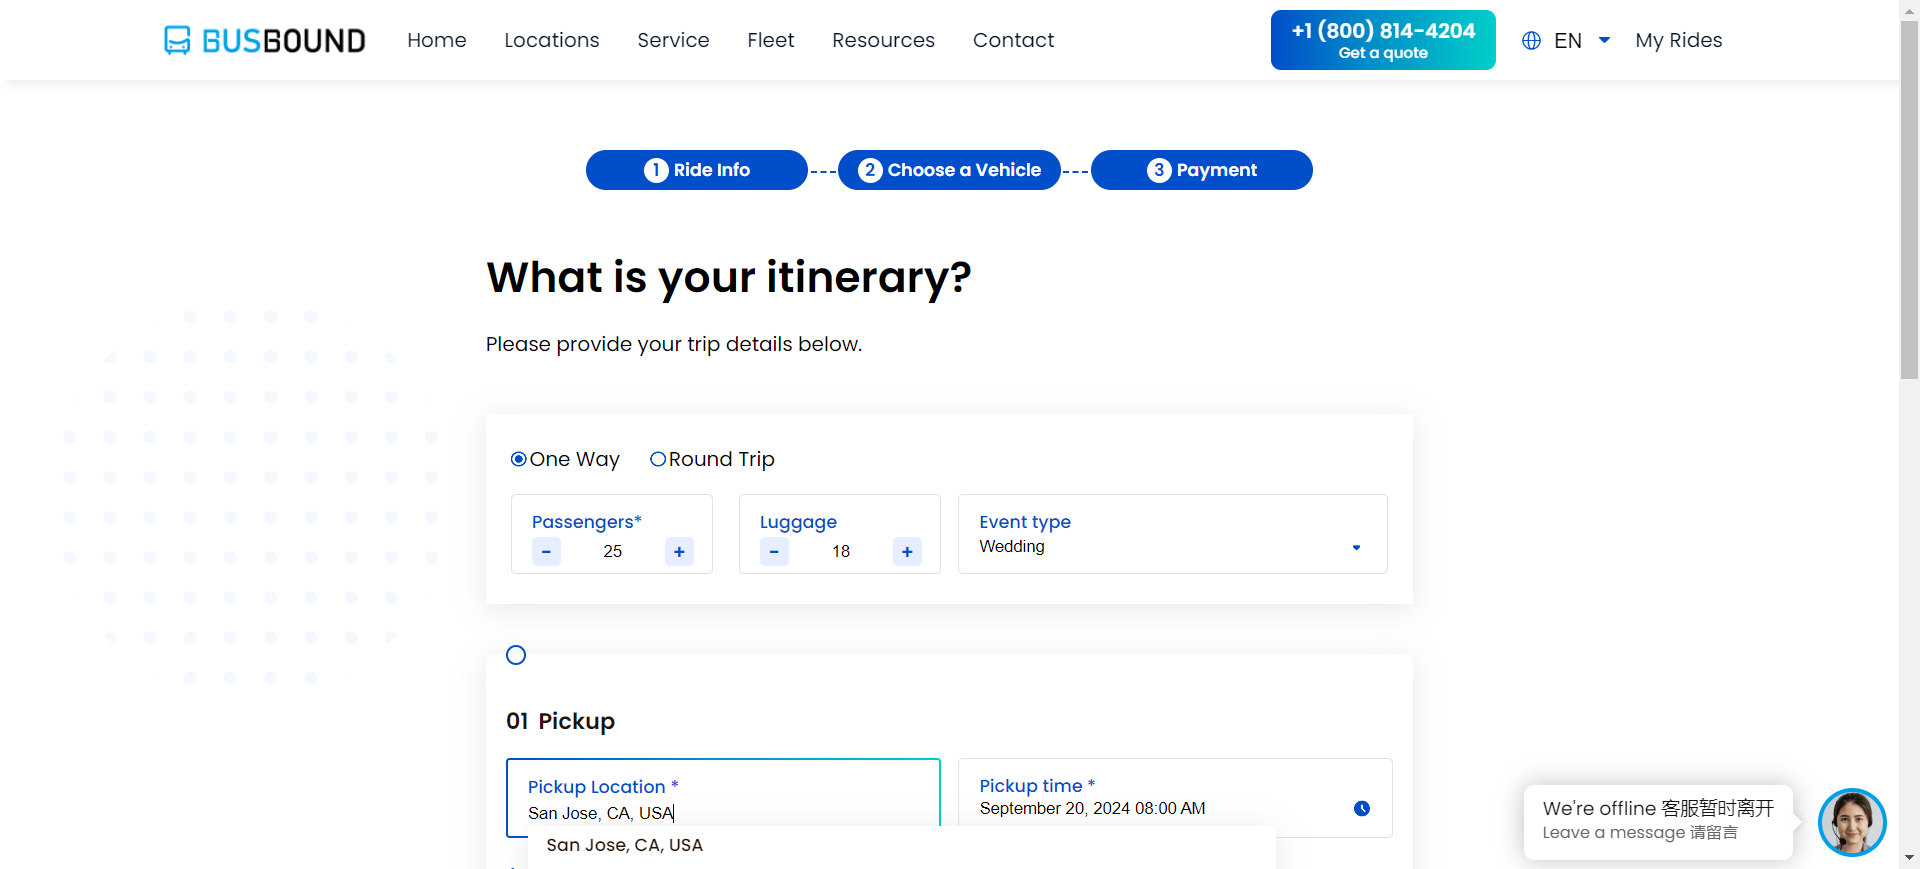 BUSBOUND
Home
Locations
Service
Fleet
Resources
Contact
+1 (800) 814-4204
Get a quote
EN
My Rides
1 Ride Info
2 Choose a Vehicle
3 Payment
What is your itinerary?
Please provide your trip details below.
One Way
Round Trip
Passengers*
- 25 +
Luggage
- 18 +
Event type
Wedding
01 Pickup
Pickup Location *
San Jose, CA, USA
Pickup time *
September 20, 2024 08:00 AM
San Jose, CA, USA
We're offline 客服暂时离开
Leave a message 请留言